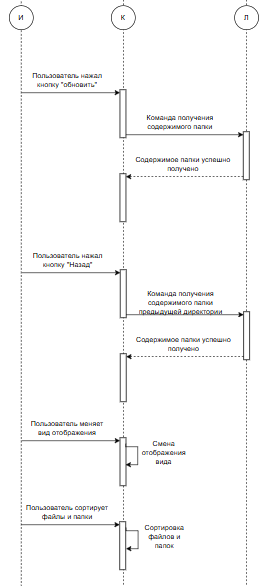 И К Л
Пользователь нажал
кнопку "обновить"
Команда получения
содержимого папки
Содержимое папки успешно
получено
Пользователь нажал
кнопку "Назад"
Команда получения
содержимого папки
предыдущей директории
Содержимое папки успешно
получено
Пользователь меняет
вид отображения
Смена
отображения
вида
Пользователь сортирует
файлы и папки
Сортировка
файлов и
папок